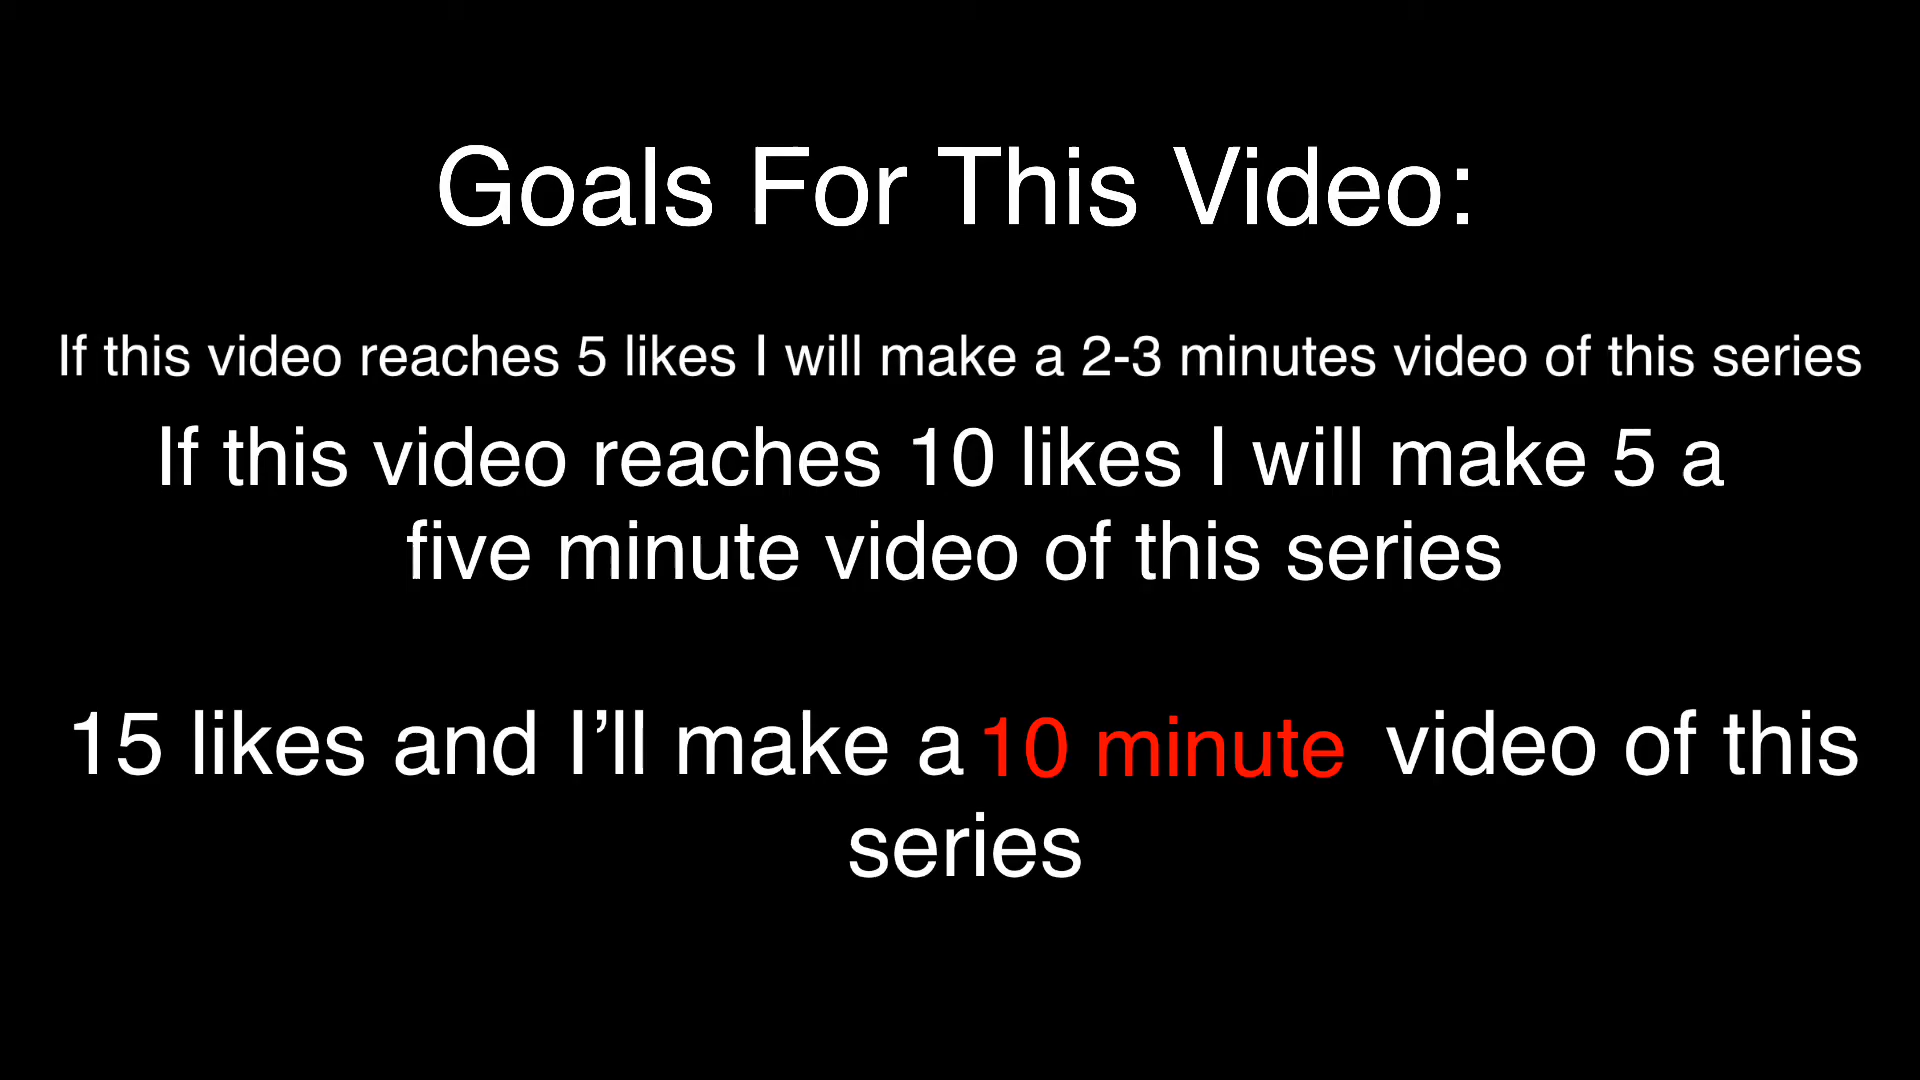 Goals For This Video:
If this video reaches 5 likes I will make a 2-3 minutes video of this series
If this video reaches 10 likes I will make 5 a
five minute video of this series
15 likes and I’ll make a 10 minute video of this
series